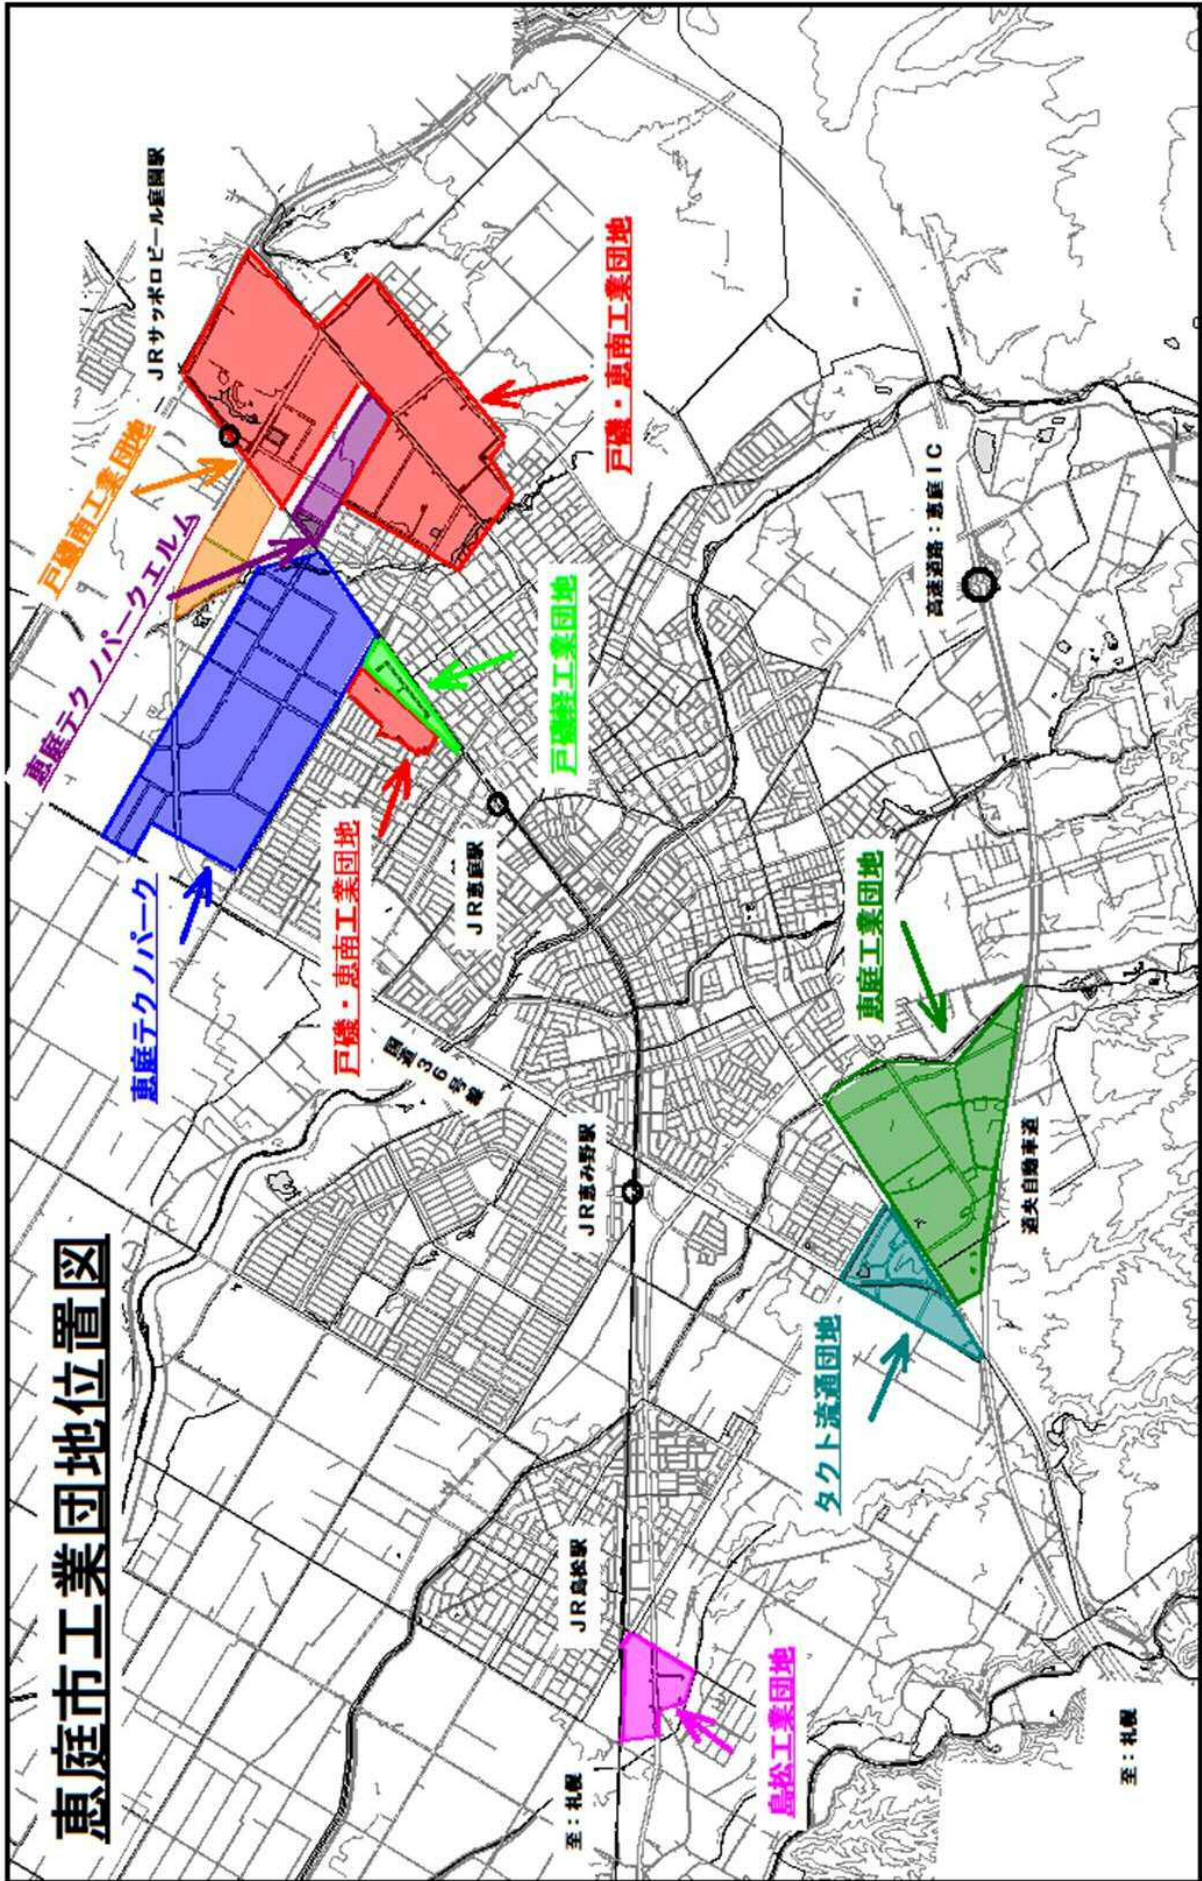 恵庭市工業団地位置図
恵庭テクノパークエルム
戸磯南工業団地
JRサッポロビール庭園駅
恵庭テクノパーク
戸磯・恵南工業団地
戸磯・恵南工業団地
戸磯軽工業団地
JR恵庭駅
国道36号線
JR恵み野駅
JR島松駅
至：札幌
島松工業団地
タクト流通団地
恵庭工業団地
高速道路：恵庭IC
道央自動車道
至：札幌